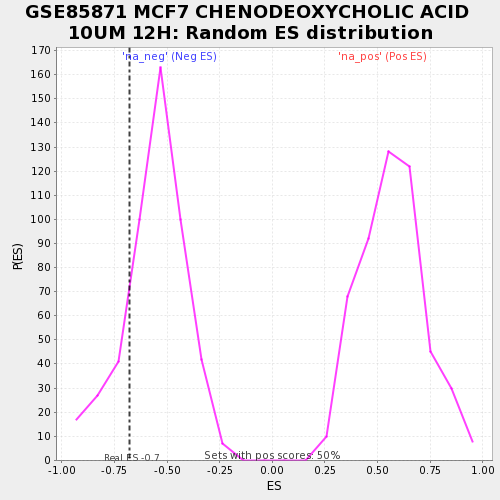 GSE85871 MCF7 CHENODEOXYCHOLIC ACID
10UM 12H: Random ES distribution
'na_neg' (Neg ES)
'na_pos' (Pos ES)
170
160
150
140
130
120
110
100
90
80
70
60
50
40
30
20
10
0
P(ES)
Real ES -0.7
Sets with pos scores: 50%
-1.00 -0.75 -0.50 -0.25 0.00 0.25 0.50 0.75 1.00
ES